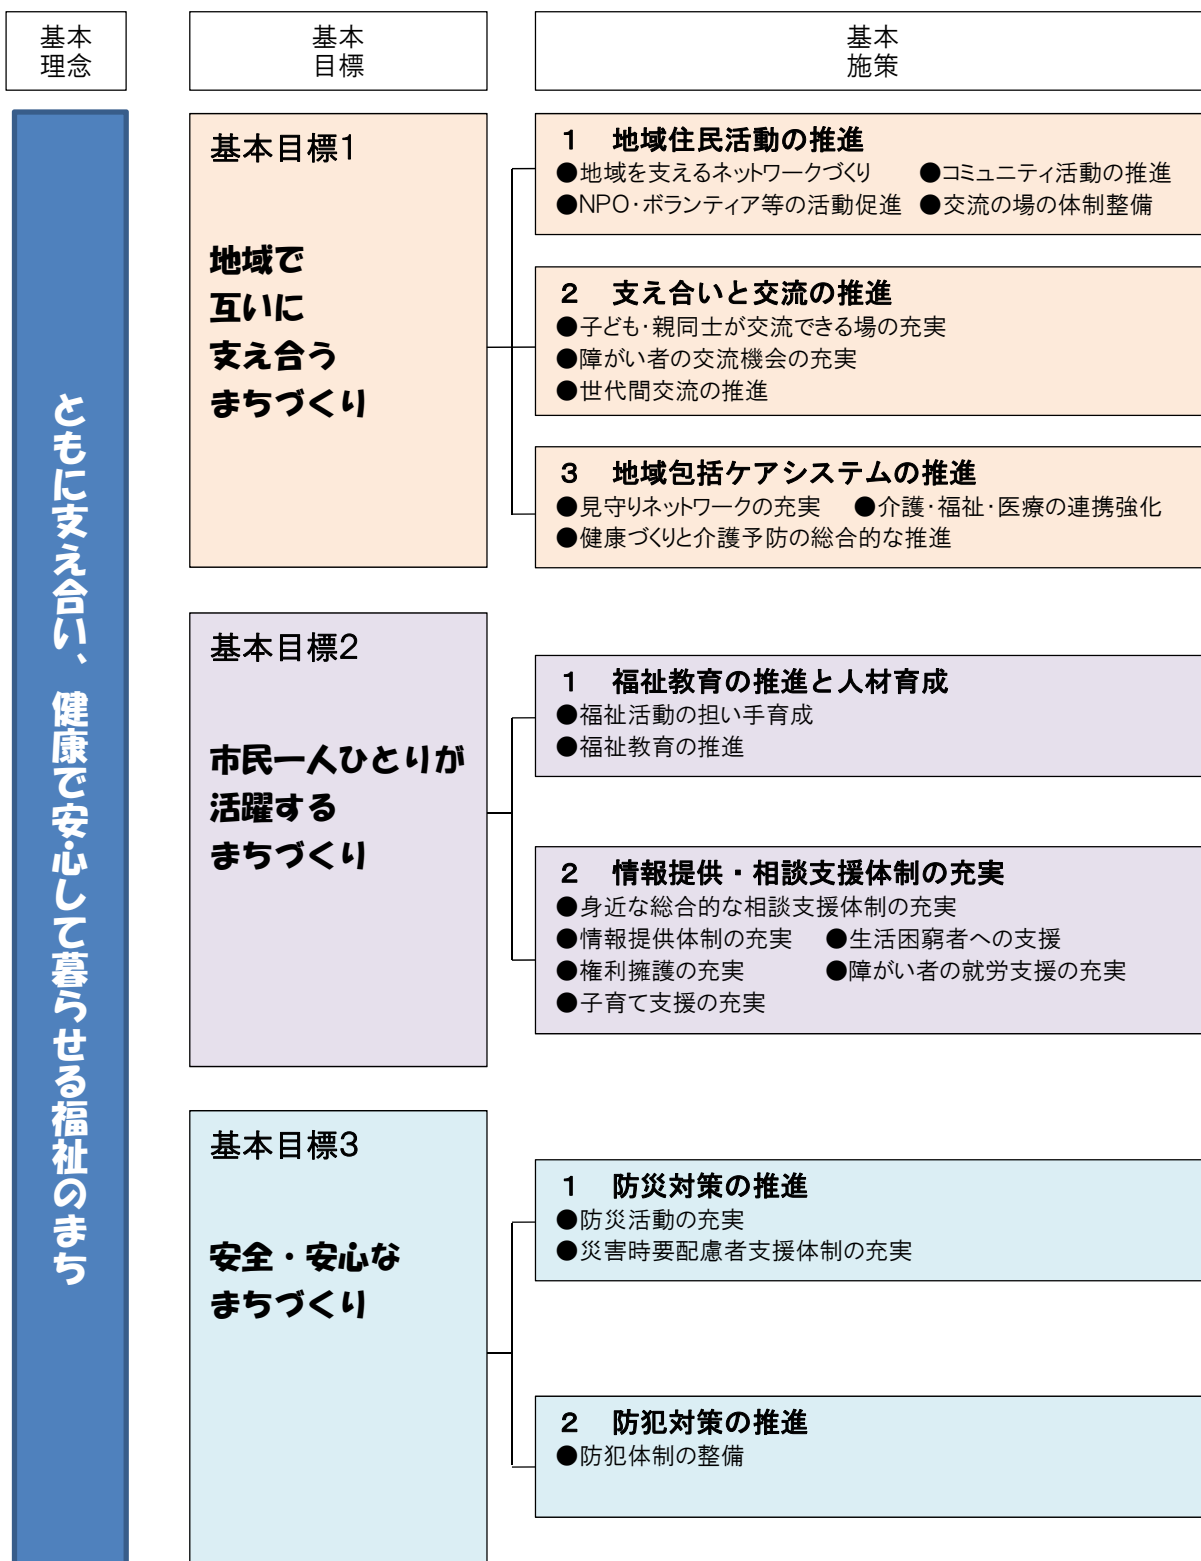 基本
理念
基本
目標
基本
施策
ともに支え合い、健康で安心して暮らせる福祉のまち
基本目標1
地域で
互いに
支え合う
まちづくり
1 地域住民活動の推進
●地域を支えるネットワークづくり ●コミュニティ活動の推進
●NPO・ボランティア等の活動促進 ●交流の場の体制整備
2 支え合いと交流の推進
●子ども・親同士が交流できる場の充実
●障がい者の交流機会の充実
●世代間交流の推進
3 地域包括ケアシステムの推進
●見守りネットワークの充実 ●介護・福祉・医療の連携強化
●健康づくりと介護予防の総合的な推進
基本目標2
市民一人ひとりが
活躍する
まちづくり
1 福祉教育の推進と人材育成
●福祉活動の担い手育成
●福祉教育の推進
2 情報提供・相談支援体制の充実
●身近な総合的な相談支援体制の充実
●情報提供体制の充実 ●生活困窮者への支援
●権利擁護の充実 ●障がい者の就労支援の充実
●子育て支援の充実
基本目標3
安全・安心な
まちづくり
1 防災対策の推進
●防災活動の充実
●災害時要配慮者支援体制の充実
2 防犯対策の推進
●防犯体制の整備